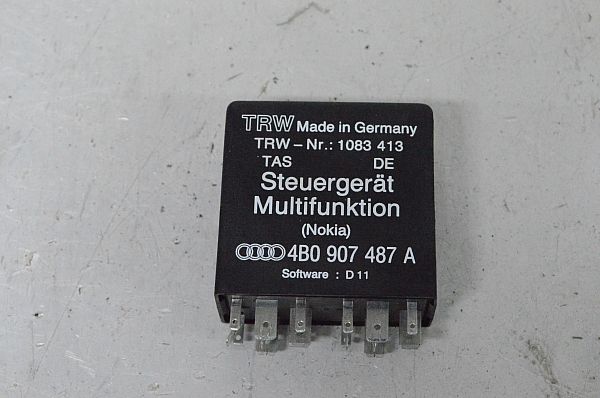 TRW Made in Germany
TRW – Nr.: 1083 413
TAS DE
Steuergerät
Multifunktion
(Nokia)
4B0 907 487 A
Software : D 11